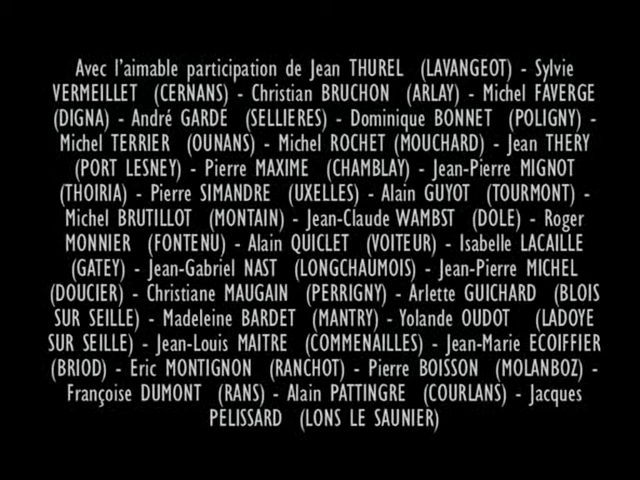 Avec l'aimable participation de Jean THUREL (LAVANGEOT) - Sylvie
VERMEILLET (CERNANS) - Christian BRUCHON (ARLAY) - Michel FAVERGE
(DIGNA) - André GARDE (SELLIERES) - Dominique BONNET (POLIGNY) -
Michel TERRIER (OUNANS) - Michel ROCHET (MOUCHARD) - Jean THERY
(PORT LESNEY) - Pierre MAXIME (CHAMBLAY) - Jean-Pierre MIGNOT
(THOIRIA) - Pierre SIMANDRE (UXELLES) - Alain GUYOT (TOURMONT) -
Michel BRUTILLOT (MONTAIN) - Jean-Claude WAMBST (DOLE) - Roger
MONNIER (FONTENU) - Alain QUICLET (VOITEUR) - Isabelle LACAILLE
(GATEY) - Jean-Gabriel NAST (LONGCHAUMOIS) - Jean-Pierre MICHEL
(DOUCIER) - Christiane MAUGAIN (PERRIGNY) - Arlette GUICHARD (BLOIS
SUR SEILLE) - Madeleine BARDET (MANTRY) - Yolande OUDOT (LADOYE
SUR SEILLE) - Jean-Louis MAITRE (COMMENAILLES) - Jean-Marie ECOIFFIER
(BRIOD) - Eric MONTIGNON (RANCHOT) - Pierre BOISSON (MOLANBOZ) -
Françoise DUMONT (RANS) - Alain PATTINGRE (COURLANS) - Jacques
PELISSARD (LONS LE SAUNIER)